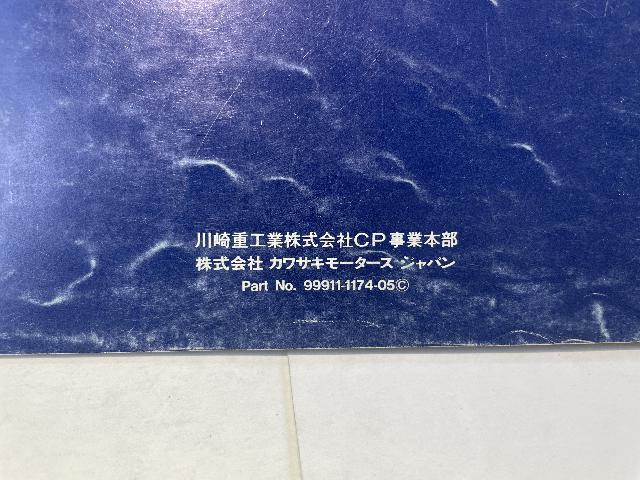 川崎重工業株式会社CP事業本部
株式会社 カワサキモータース ジャパン
Part No. 99911-1174-05©